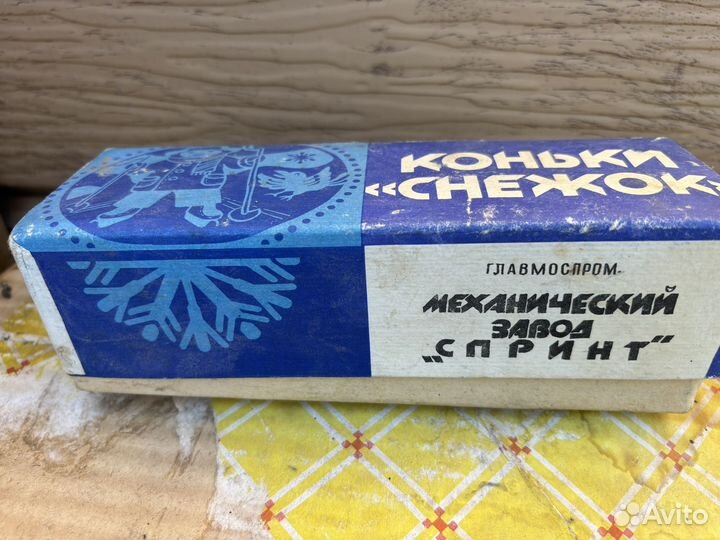 КОНЬКИ
«СНЕЖОК»
ГЛАВМОСПРОМ
МЕХАНИЧЕСКИЙ
ЗАВОД
„СПРИНТ"
Avito